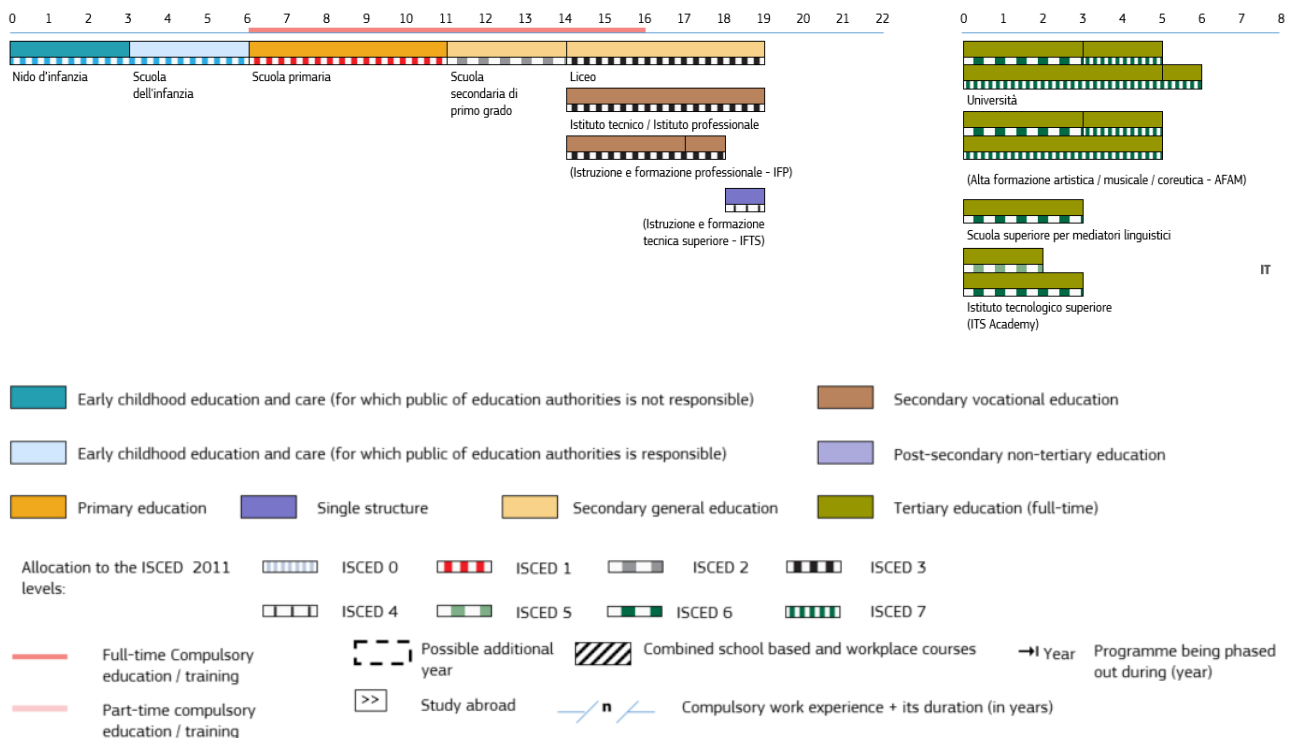 0 1 2 3 4 5 6 7 8 9 10 11 12 13 14 15 16 17 18 19 20 21 22
Nido d'infanzia
Scuola
dell'infanzia
Scuola primaria
Scuola
secondaria di
primo grado
Liceo
Istituto tecnico / Istituto professionale
(Istruzione e formazione professionale - IFP)
(Istruzione e formazione
tecnica superiore - IFTS)
0 1 2 3 4 5 6 7 8
Università
(Alta formazione artistica / musicale / coreutica - AFAM)
Scuola superiore per mediatori linguistici
IT
Istituto tecnologico superiore
(ITS Academy)
Early childhood education and care (for which public of education authorities is not responsible)
Secondary vocational education
Early childhood education and care (for which public of education authorities is responsible)
Post-secondary non-tertiary education
Primary education
Single structure
Secondary general education
Tertiary education (full-time)
Allocation to the ISCED 2011
levels:
ISCED 0
ISCED 1
ISCED 2
ISCED 3
ISCED 4
ISCED 5
ISCED 6
ISCED 7
Full-time Compulsory
education / training
Possible additional
year
Combined school based and workplace courses
Year
Programme being phased
out during (year)
Part-time compulsory
education / training
>>
Study abroad
n
Compulsory work experience + its duration (in years)